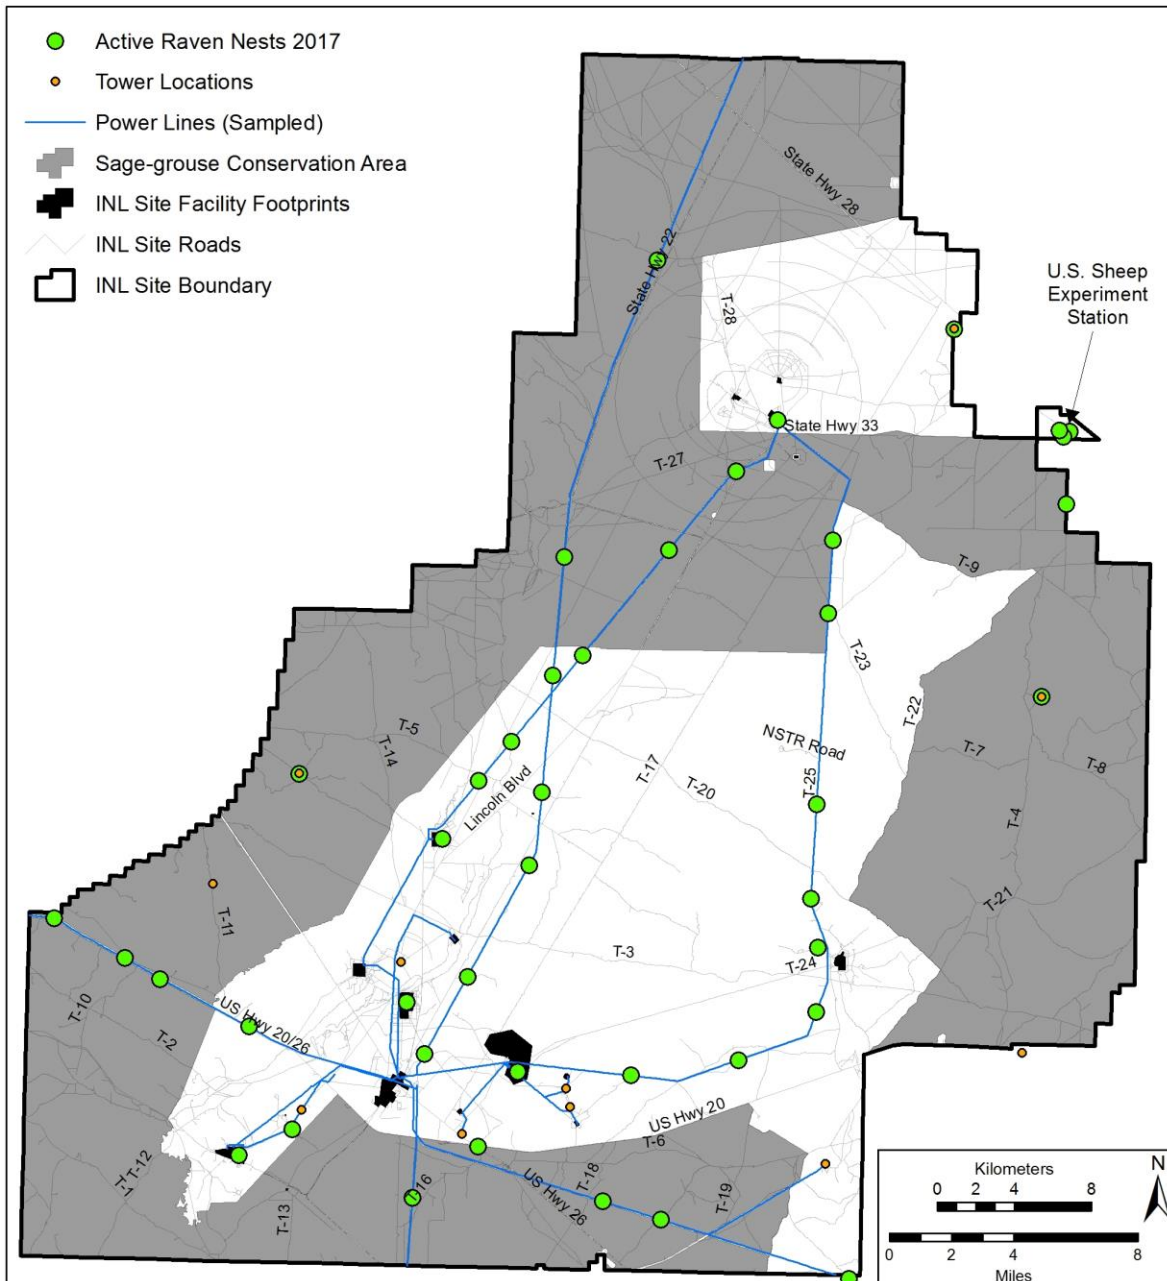 Active Raven Nests 2017
Tower Locations
Power Lines (Sampled)
Sage-grouse Conservation Area
INL Site Facility Footprints
INL Site Roads
INL Site Boundary
State Hwy 28
State Hwy 22
U.S. Sheep
Experiment
Station
T-28
State Hwy 33
T-27
T-9
T-23
T-22
NSTR Road
T-5
T-14
T-17
T-20
T-25
T-7
T-8
T-4
Lincoln Blvd
T-21
T-11
T-3
T-24
T-10
T-2
US Hwy 20/26
US Hwy 20
T-6
T-12
T-1
T-13
T-16
T-18
US Hwy 26
T-19
N
Kilometers
0 2 4 8
0 2 4 8
Miles